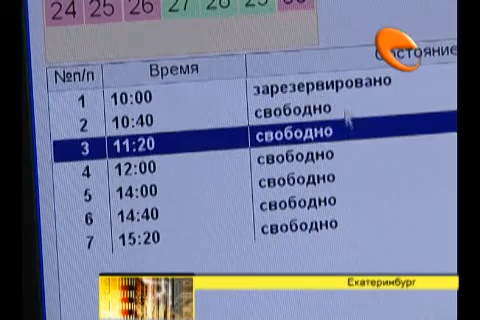 24 25 26 27 28 29 30
№п/п Время Состояние
1 10:00 зарезервировано
2 10:40 свободно
3 11:20 свободно
4 12:00 свободно
5 14:00 свободно
6 14:40 свободно
7 15:20 свободно
Екатеринбург